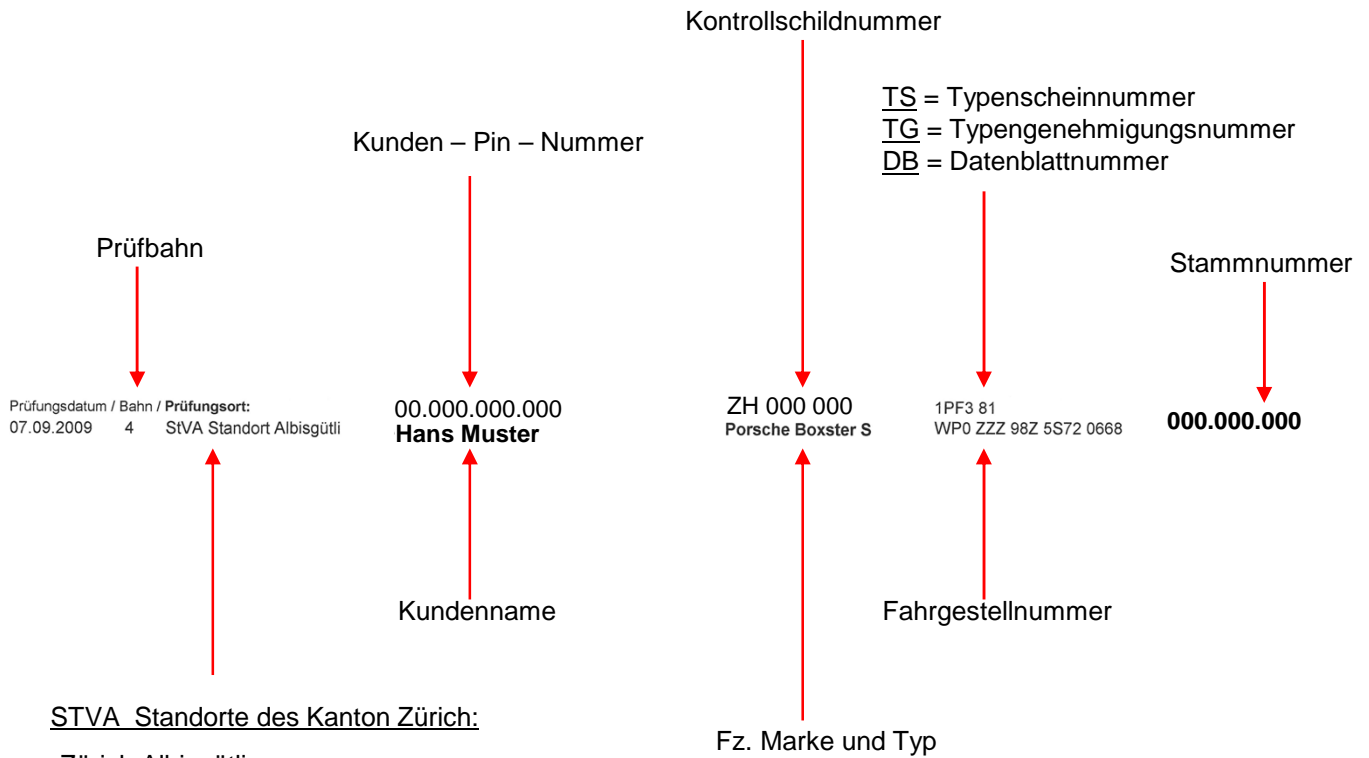 Kontrollschildnummer
TS = Typenscheinnummer
TG = Typengenehmigungsnummer
DB = Datenblattnummer
Kunden – Pin – Nummer
Prüfbahn
Stammnummer
Prüfungsdatum / Bahn / Prüfungsort:
07.09.2009 4 StVA Standort Albisgütli
00.000.000.000
Hans Muster
ZH 000 000
Porsche Boxster S
1PF3 81
WP0 ZZZ 98Z 5S72 0668
000.000.000
Kundenname
Fahrgestellnummer
STVA Standorte des Kanton Zürich:
Fz. Marke und Typ